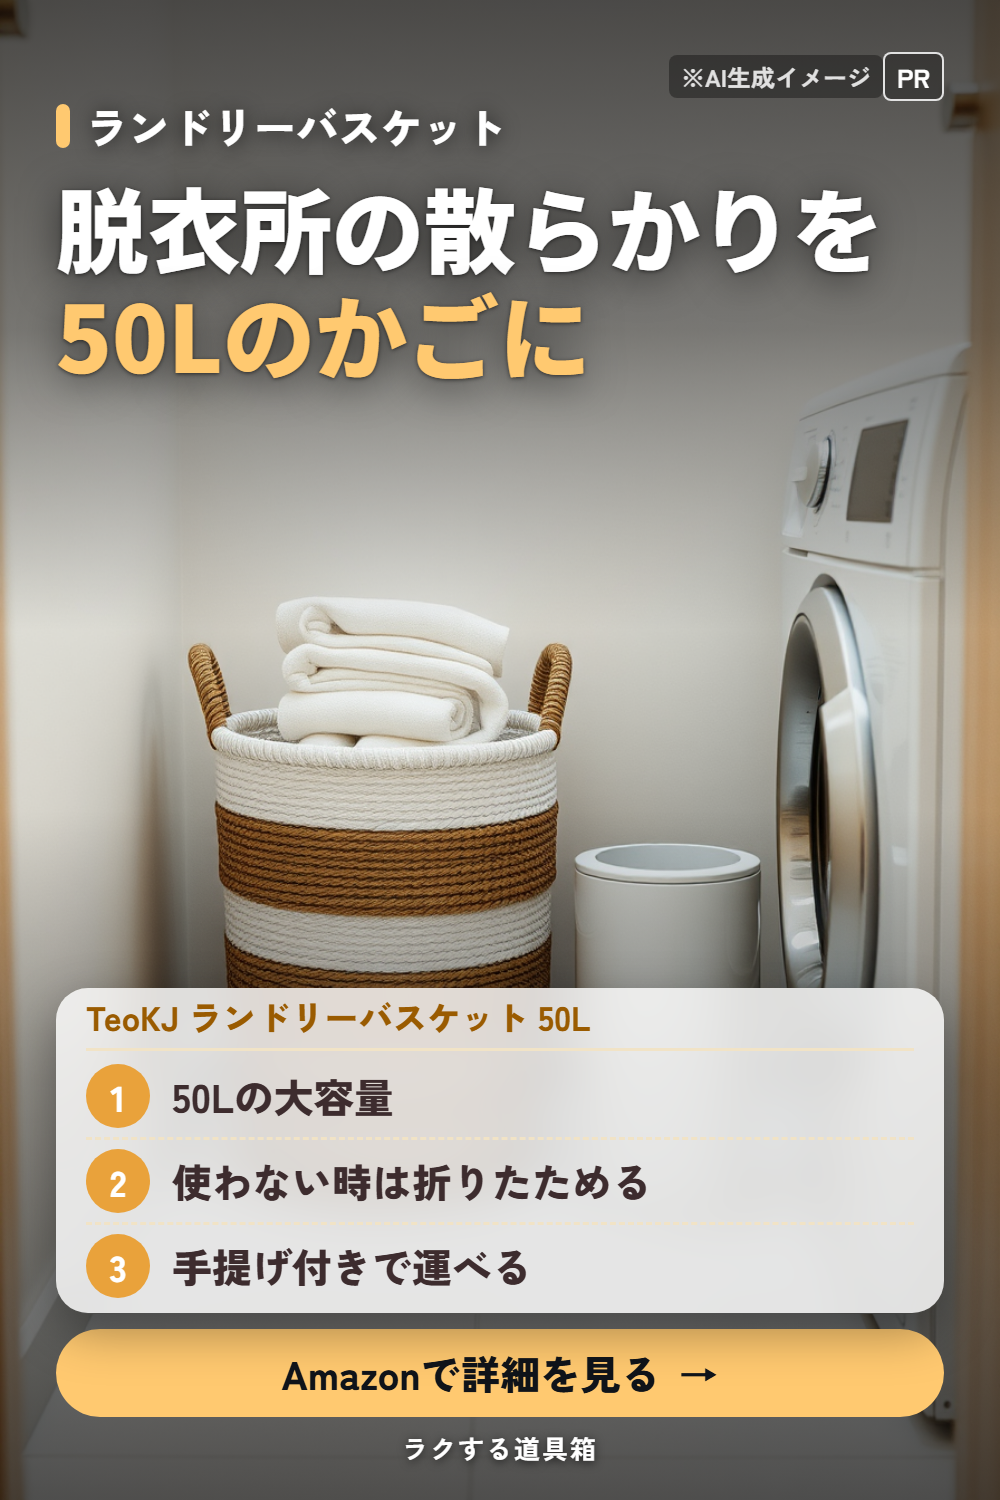 ※AI生成イメージ PR
ランドリーバスケット
脱衣所の散らかりを
50Lのかごに
TeoKJ ランドリーバスケット 50L
1 50Lの大容量
2 使わない時は折りたためる
3 手提げ付きで運べる
Amazonで詳細を見る →
ラクする道具箱